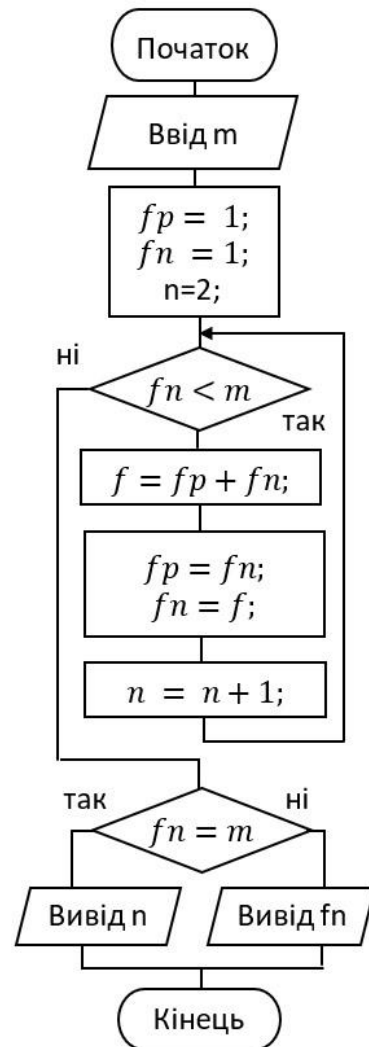 Початок
Ввід m
fp = 1;
fn = 1;
n=2;
ні
fn < m
так
f = fp + fn;
fp = fn;
fn = f;
n = n + 1;
так
ні
fn = m
Вивід n
Вивід fn
Кінець